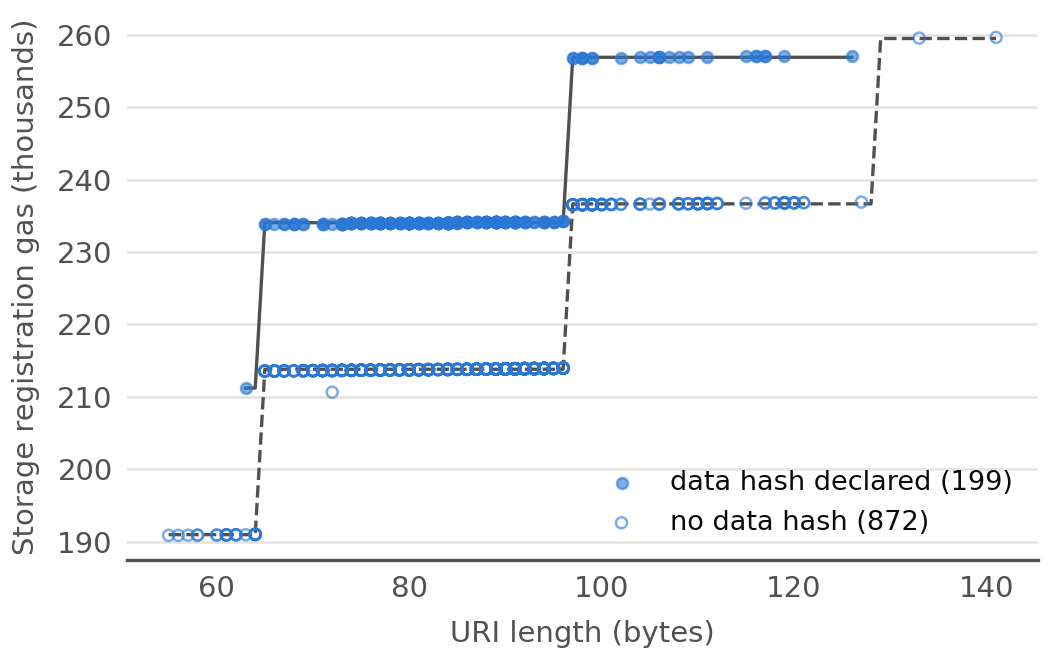 Storage registration gas (thousands)
260
250
240
230
220
210
200
190
data hash declared (199)
no data hash (872)
60 80 100 120 140
URI length (bytes)